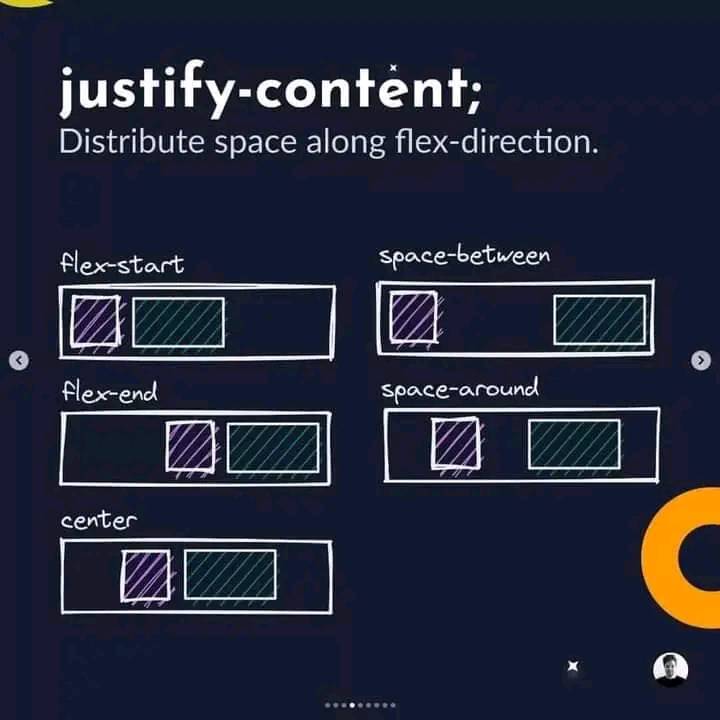 justify-content;
Distribute space along flex-direction.
flex-start
flex-end
center
space-between
space-around